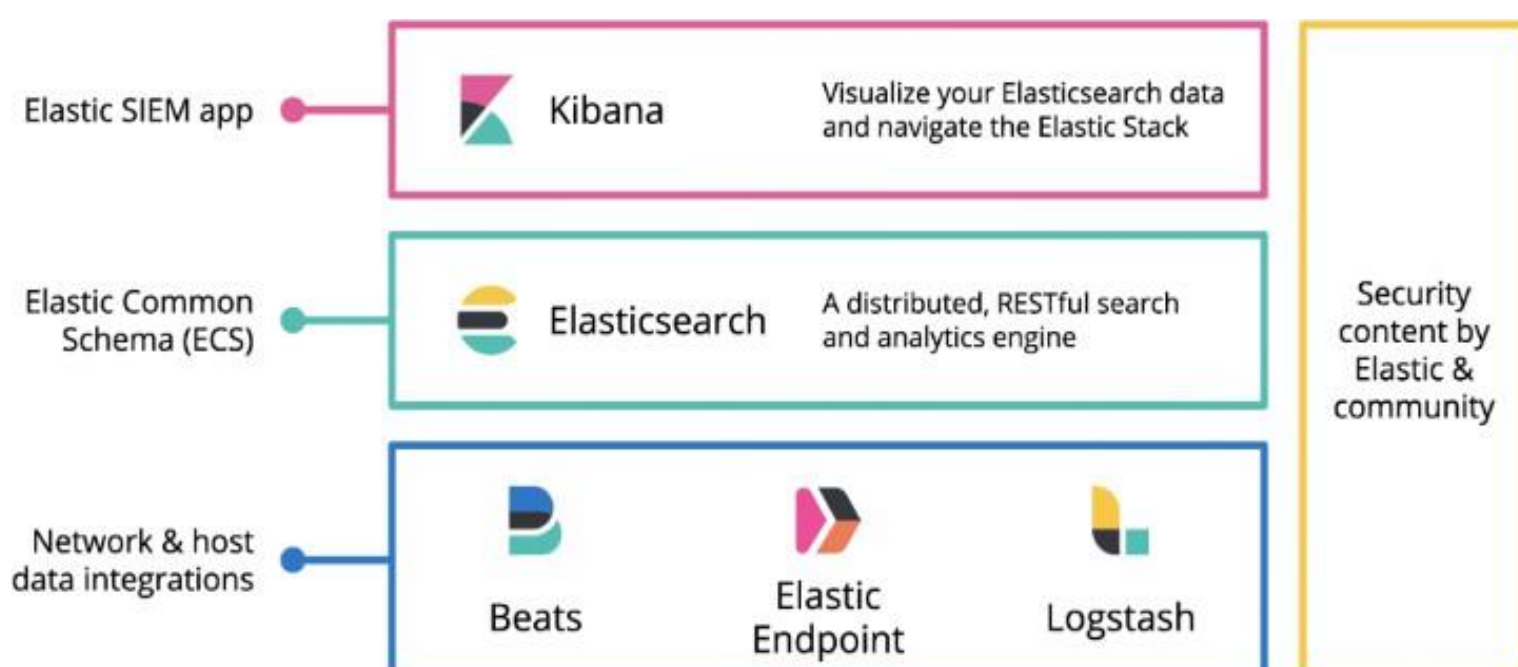 Elastic SIEM app
Kibana
Visualize your Elasticsearch data
and navigate the Elastic Stack
Elastic Common
Schema (ECS)
Elasticsearch
A distributed, RESTful search
and analytics engine
Network & host
data integrations
Beats
Elastic
Endpoint
Logstash
Security
content by
Elastic &
community